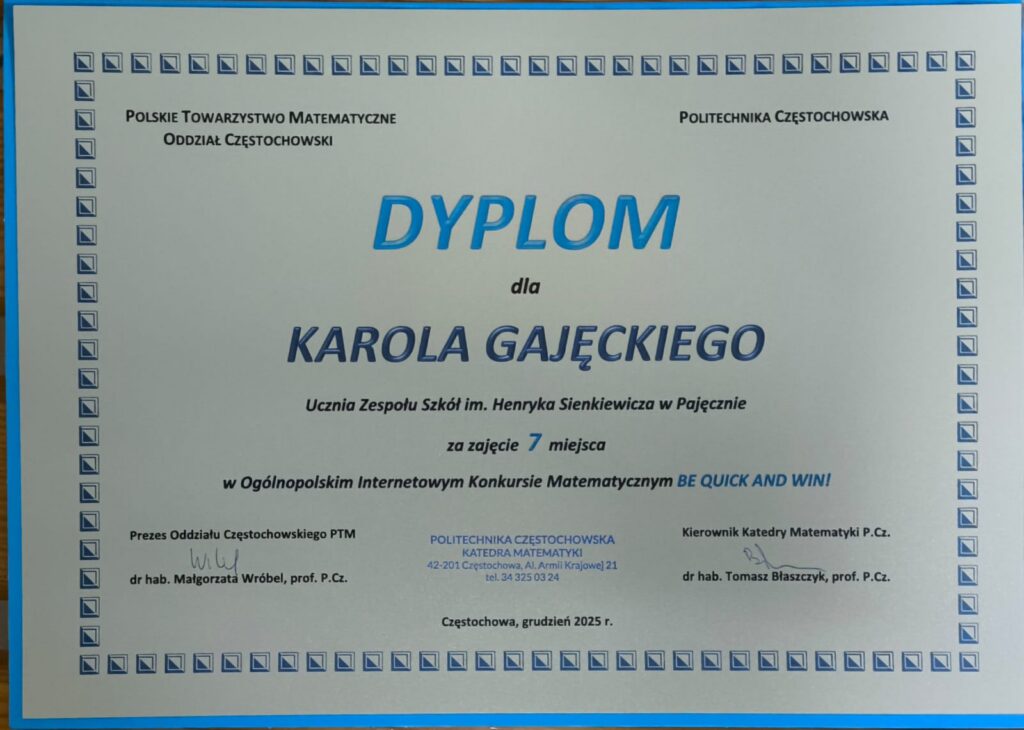 POLSKIE TOWARZYSTWO MATEMATYCZNE
ODDZIAŁ CZĘSTOCHOWSKI
POLITECHNIKA CZĘSTOCHOWSKA
DYPLOM
dla
KAROLA GAJĘCKIEGO
Ucznia Zespołu Szkół im. Henryka Sienkiewicza w Pajęcznie
za zajęcie 7 miejsca
w Ogólnopolskim Internetowym Konkursie Matematycznym BE QUICK AND WIN!
Prezes Oddziału Częstochowskiego PTM
dr hab. Małgorzata Wróbel, prof. P.Cz.
POLITECHNIKA CZĘSTOCHOWSKA
KATEDRA MATEMATYKI
42-201 Częstochowa, Al. Armii Krajowej 21
tel. 34 325 03 24
Kierownik Katedry Matematyki P.Cz.
dr hab. Tomasz Błaszczyk, prof. P.Cz.
Częstochowa, grudzień 2025 r.